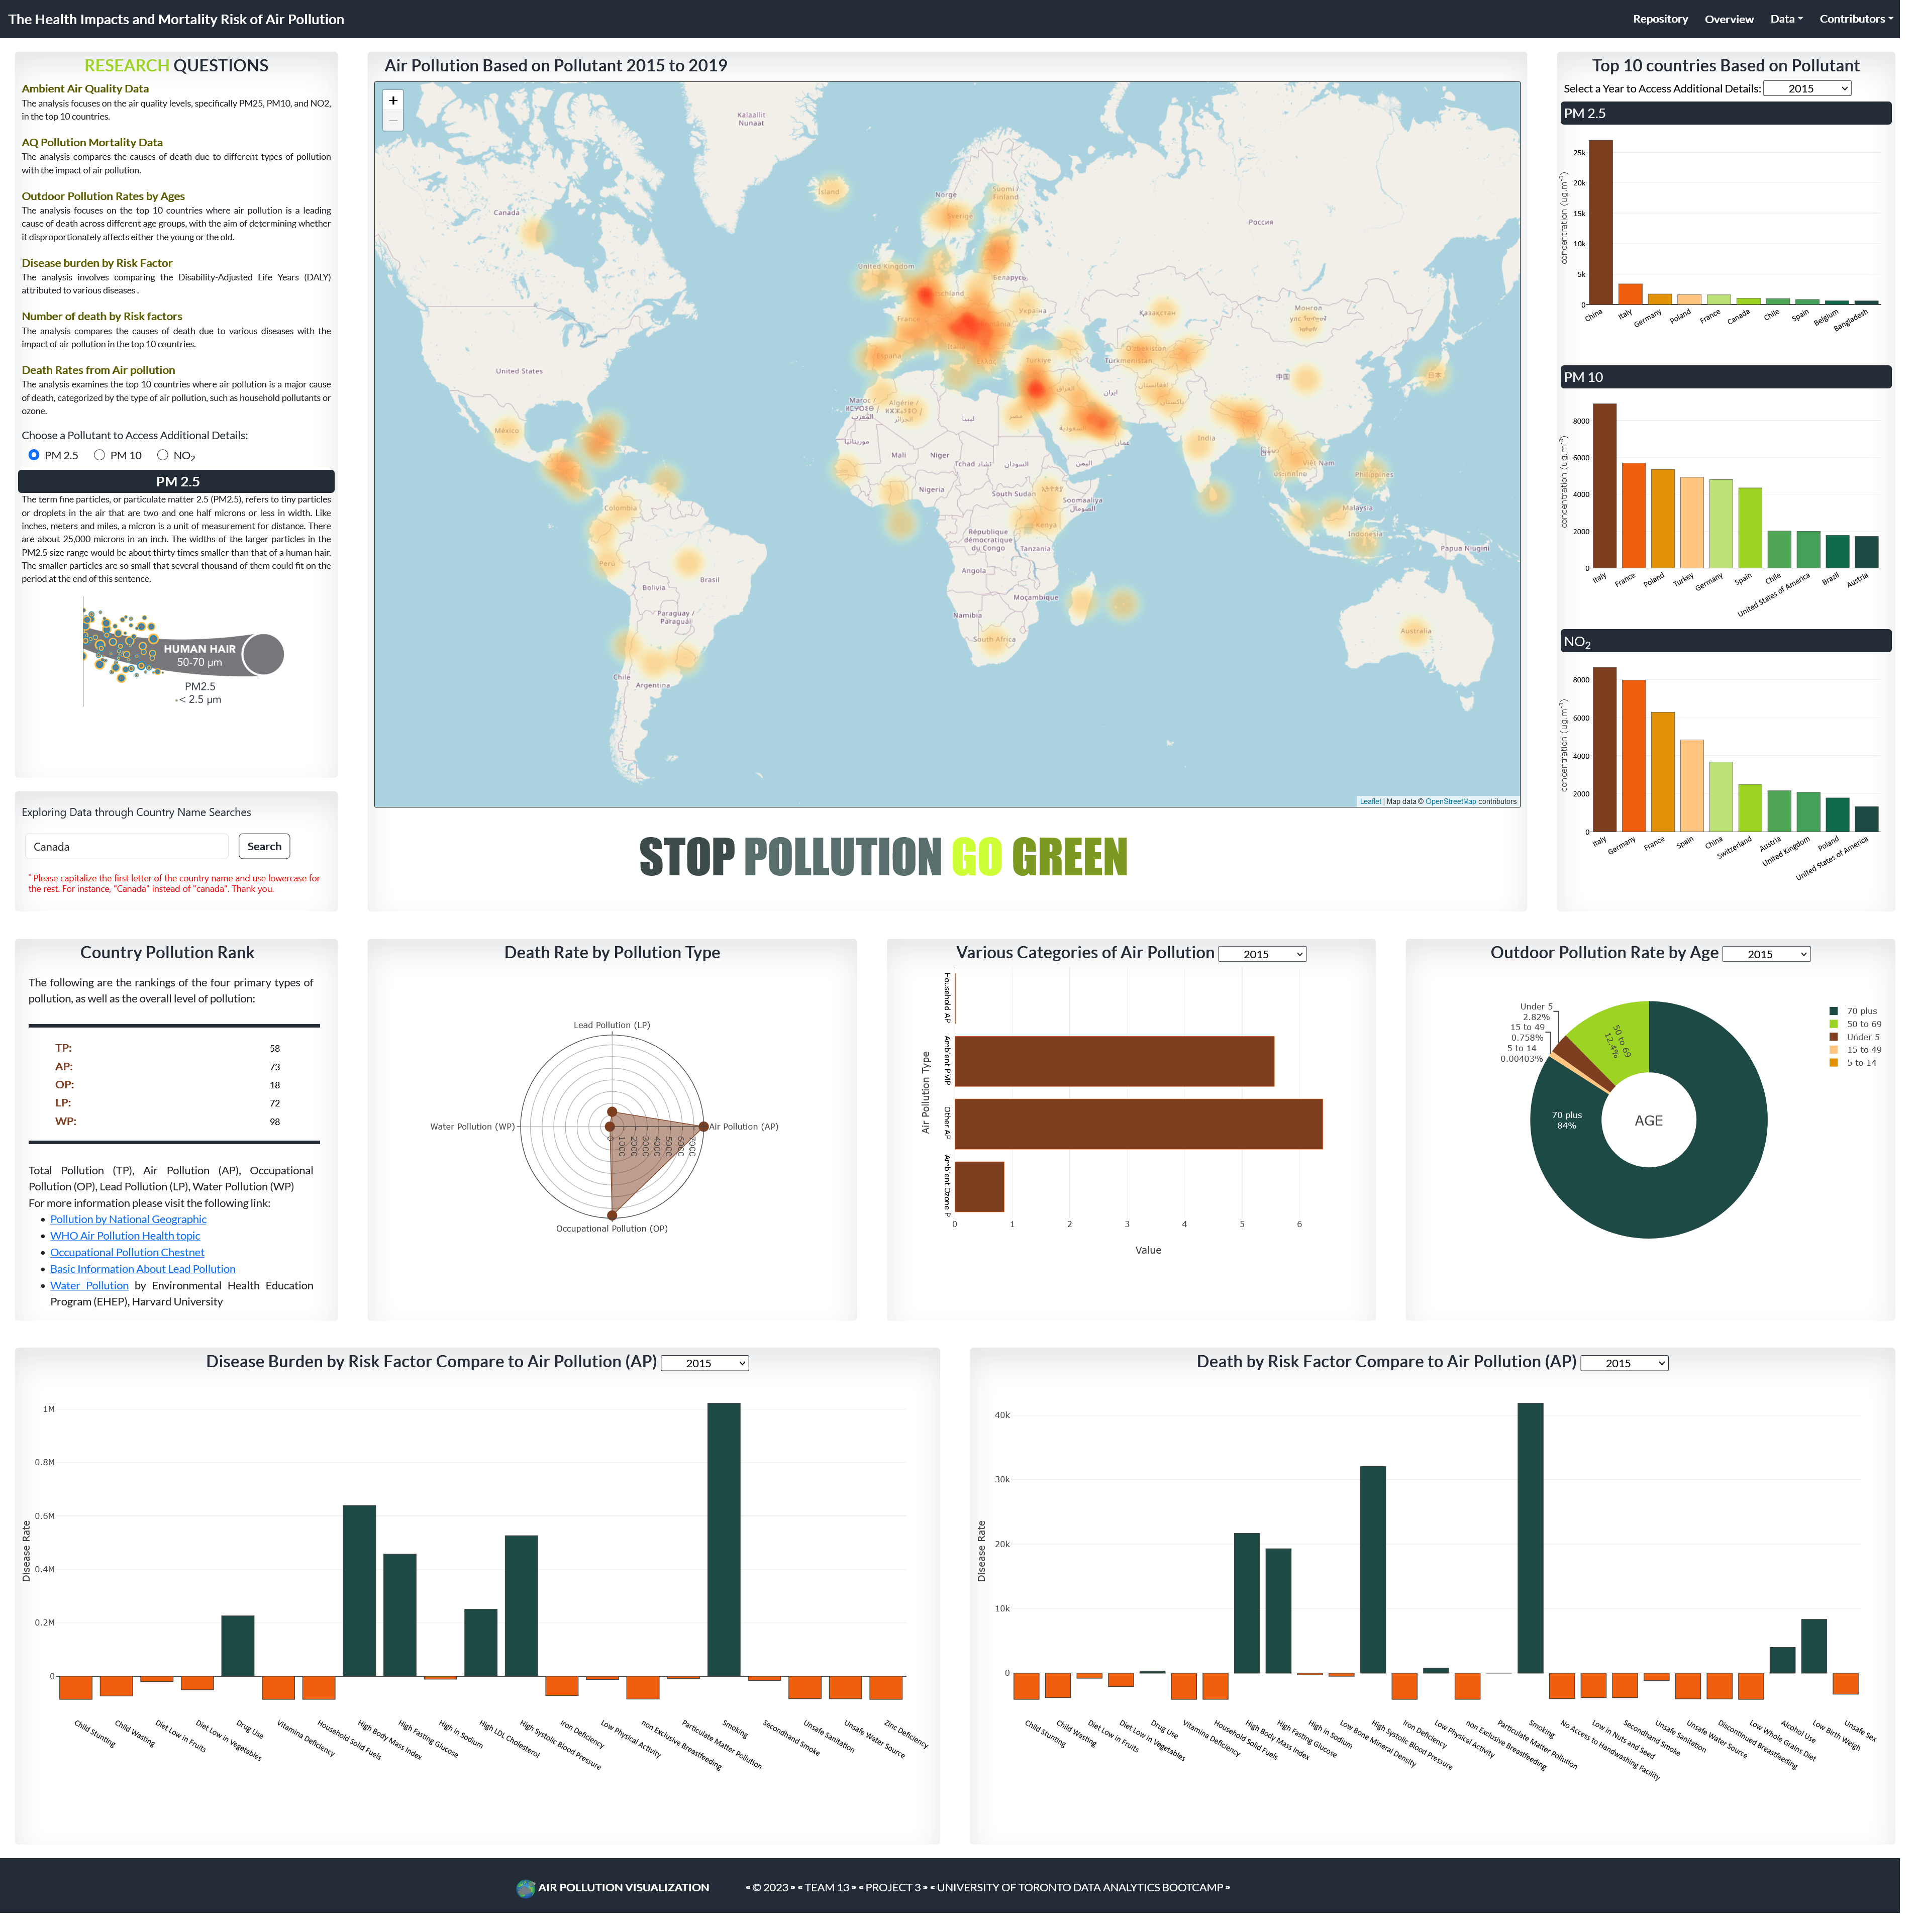 The Health Impacts and Mortality Risk of Air Pollution
Repository
Overview
Data
Contributors
RESEARCH QUESTIONS
Ambient Air Quality Data
The analysis focuses on the air quality levels, specifically PM25, PM10, and NO2,
in the top 10 countries.
AQ Pollution Mortality Data
The analysis compares the causes of death due to different types of pollution
with the impact of air pollution.
Outdoor Pollution Rates by Ages
The analysis focuses on the top 10 countries where air pollution is a leading
cause of death across different age groups, with the aim of determining whether
it disproportionately affects either the young or the old.
Disease burden by Risk Factor
The analysis involves comparing the Disability-Adjusted Life Years (DALY)
attributed to various diseases .
Number of death by Risk factors
The analysis compares the causes of death due to various diseases with the
impact of air pollution in the top 10 countries.
Death Rates from Air pollution
The analysis examines the top 10 countries where air pollution is a major cause
of death, categorized by the type of air pollution, such as household pollutants or
ozone.
Choose a Pollutant to Access Additional Details:
PM 2.5
PM 10
NO2
PM 2.5
The term fine particles, or particulate matter 2.5 (PM2.5), refers to tiny particles
or droplets in the air that are two and one half microns or less in width. Like
inches, meters and miles, a micron is a unit of measurement for distance. There
are about 25,000 microns in an inch. The widths of the larger particles in the
PM2.5 size range would be about thirty times smaller than that of a human hair.
The smaller particles are so small that several thousand of them could fit on the
period at the end of this sentence.
HUMAN HAIR
50-70 µm
PM2.5
< 2.5 µm
Exploring Data through Country Name Searches
Canada
Search
* Please capitalize the first letter of the country name and use lowercase for
the rest. For instance, "Canada" instead of "canada". Thank you.
Air Pollution Based on Pollutant 2015 to 2019
+
−
Kalaallit
Nunaat
Ísland
Norge
Suomi /
Finland
Sverige
Россия
Canada
United Kingdom
Беларусь
France
Україна
Қазақстан
Монгол
улс
España
Türkiye
Türkmenistan
United States
中国
日本
Maroc /
Algérie /
الجزائر
ليبيا
مصر
العراق
ایران
السعودية
عمان
México
موريتانيا
India
Mali
Niger
Tchad تشاد
السودان
اليمن
Việt Nam
Philippines
Nigeria
South Sudan
ኢትዮጵያ
Soomaaliya
الصومال
Colombia
Malaysia
Kenya
République
démocratique
du Congo
Tanzania
Indonesia
Papua Niugini
Perú
Brasil
Angola
Bolivia
Moçambique
Paraguay /
Paraguái
Namibia
Australia
South Africa
Chile
Argentina
Leaflet | Map data © OpenStreetMap contributors
STOP POLLUTION GO GREEN
Top 10 countries Based on Pollutant
Select a Year to Access Additional Details: 2015
PM 2.5
concentration (ug.m-3)
25k
20k
15k
10k
5k
0
China
Italy
Germany
Poland
France
Canada
Chile
Spain
Belgium
Bangladesh
PM 10
concentration (ug.m-3)
8000
6000
4000
2000
0
Italy
France
Poland
Turkey
Germany
Spain
Chile
United States of America
Brazil
Austria
NO2
concentration (ug.m-3)
8000
6000
4000
2000
0
Italy
Germany
France
Spain
China
Switzerland
Austria
United Kingdom
Poland
United States of America
Country Pollution Rank
The following are the rankings of the four primary types of
pollution, as well as the overall level of pollution:
TP: 58
AP: 73
OP: 18
LP: 72
WP: 98
Total Pollution (TP), Air Pollution (AP), Occupational
Pollution (OP), Lead Pollution (LP), Water Pollution (WP)
For more information please visit the following link:
• Pollution by National Geographic
• WHO Air Pollution Health topic
• Occupational Pollution Chestnet
• Basic Information About Lead Pollution
• Water Pollution by Environmental Health Education
Program (EHEP), Harvard University
Death Rate by Pollution Type
Lead Pollution (LP)
Water Pollution (WP)
Air Pollution (AP)
0
1000
2000
3000
4000
5000
6000
7000
Occupational Pollution (OP)
Various Categories of Air Pollution 2015
Air Pollution Type
Household AP
Ambient PMP
Other AP
Ambient Ozone P
0
1
2
3
4
5
6
Value
Outdoor Pollution Rate by Age 2015
Under 5
2.82%
15 to 49
0.758%
5 to 14
0.00403%
50 to 69
12.4%
70 plus
84%
AGE
70 plus
50 to 69
Under 5
15 to 49
5 to 14
Disease Burden by Risk Factor Compare to Air Pollution (AP) 2015
Disease Rate
1M
0.8M
0.6M
0.4M
0.2M
0
Child Stunting
Child Wasting
Diet Low in Fruits
Diet Low in Vegetables
Drug Use
Vitamina Deficiency
Household Solid Fuels
High Body Mass Index
High Fasting Glucose
High in Sodium
High LDL Cholesterol
High Systolic Blood Pressure
Iron Deficiency
Low Physical Activity
non Exclusive Breastfeeding
Particulate Matter Pollution
Smoking
Secondhand Smoke
Unsafe Sanitation
Unsafe Water Source
Zinc Deficiency
Death by Risk Factor Compare to Air Pollution (AP) 2015
Disease Rate
40k
30k
20k
10k
0
Child Stunting
Child Wasting
Diet Low in Fruits
Diet Low in Vegetables
Drug Use
Vitamina Deficiency
Household Solid Fuels
High Body Mass Index
High Fasting Glucose
High in Sodium
Low Bone Mineral Density
High Systolic Blood Pressure
Iron Deficiency
Low Physical Activity
non Exclusive Breastfeeding
Particulate Matter Pollution
Smoking
No Access to Handwashing Facility
Low in Nuts and Seed
Secondhand Smoke
Unsafe Sanitation
Unsafe Water Source
Discontinued Breastfeeding
Low Whole Grains Diet
Alcohol Use
Low Birth Weigh
Unsafe Sex
AIR POLLUTION VISUALIZATION
© 2023 TEAM 13 PROJECT 3 UNIVERSITY OF TORONTO DATA ANALYTICS BOOTCAMP